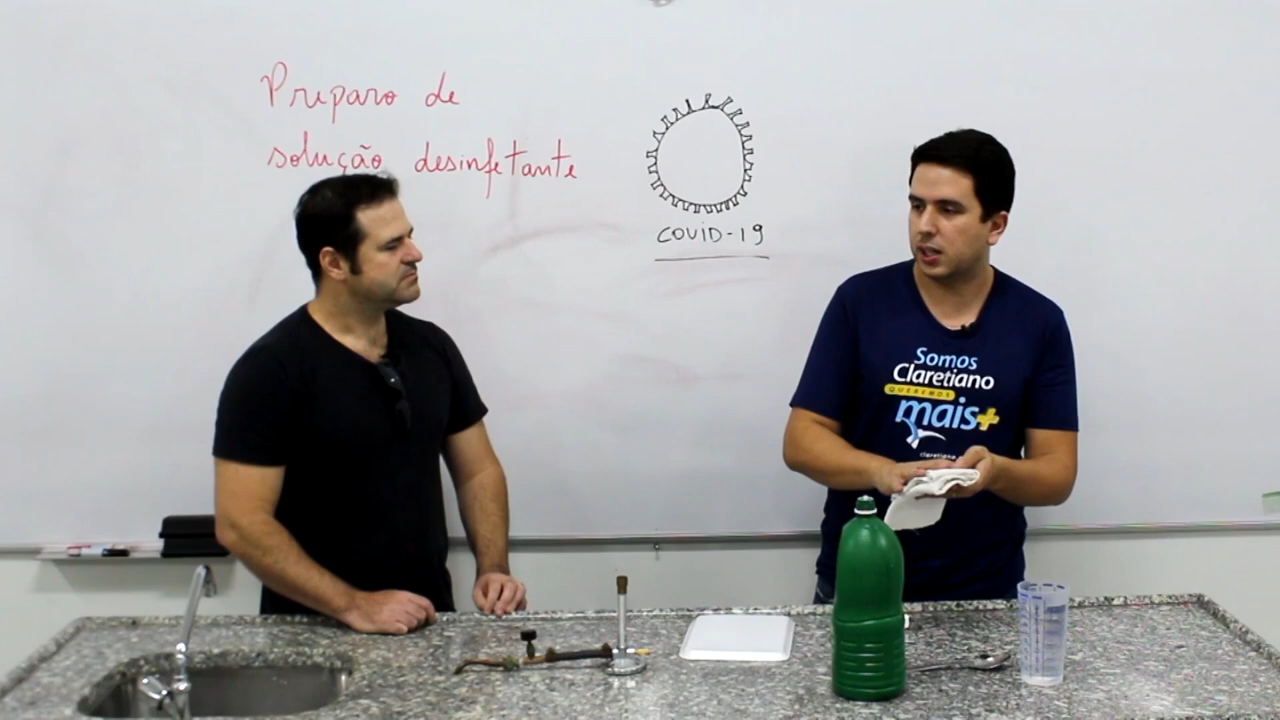 Preparo de
solução desinfetante
COVID-19
Somos
Claretiano
QUEREMOS
mais+